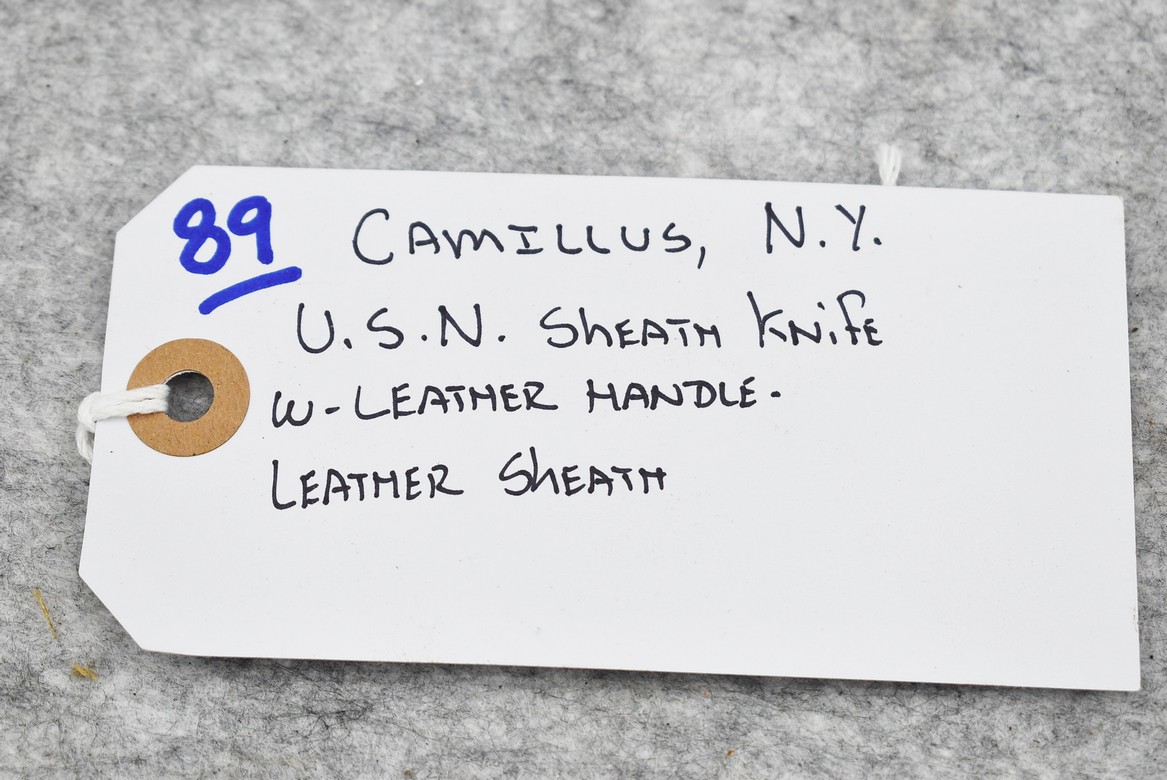 89 CAMILLUS, N.Y.
U.S.N. SHEATH KNiFE
W-LEATHER HANDLE.
LEATHER SHEATH